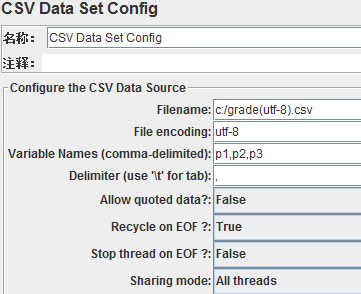 CSV Data Set Config
名称： CSV Data Set Config
注释：
Configure the CSV Data Source
Filename: c:/grade(utf-8).csv
File encoding: utf-8
Variable Names (comma-delimited): p1,p2,p3
Delimiter (use '\t' for tab): ,
Allow quoted data?: False
Recycle on EOF ?: True
Stop thread on EOF ?: False
Sharing mode: All threads